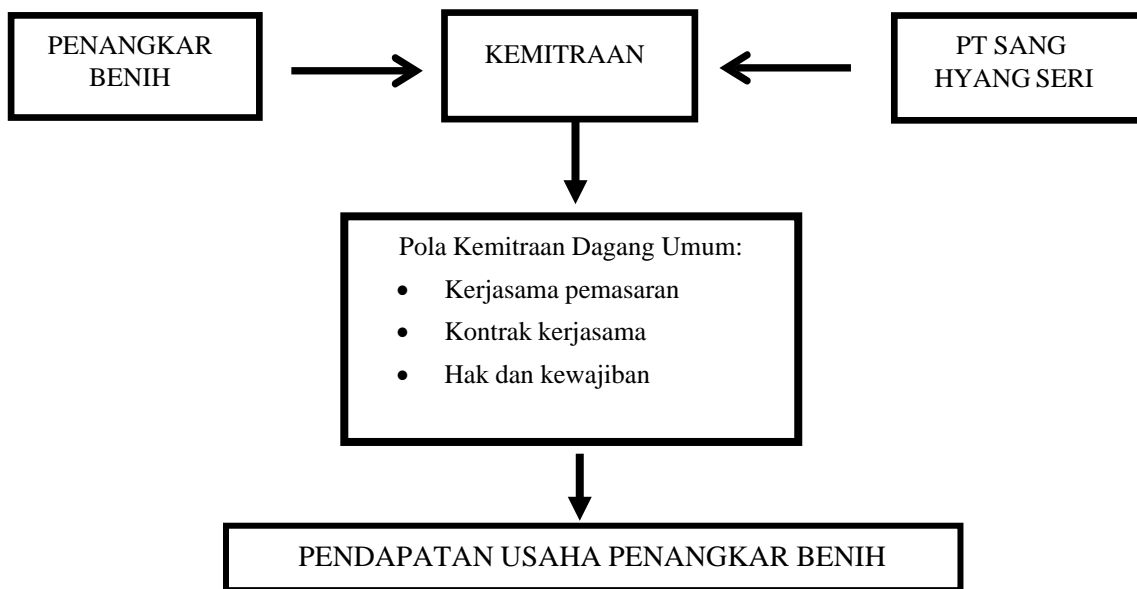 PENANGKAR
BENIH
KEMITRAAN
PT SANG
HYANG SERI
Pola Kemitraan Dagang Umum:
• Kerjasama pemasaran
• Kontrak kerjasama
• Hak dan kewajiban
PENDAPATAN USAHA PENANGKAR BENIH